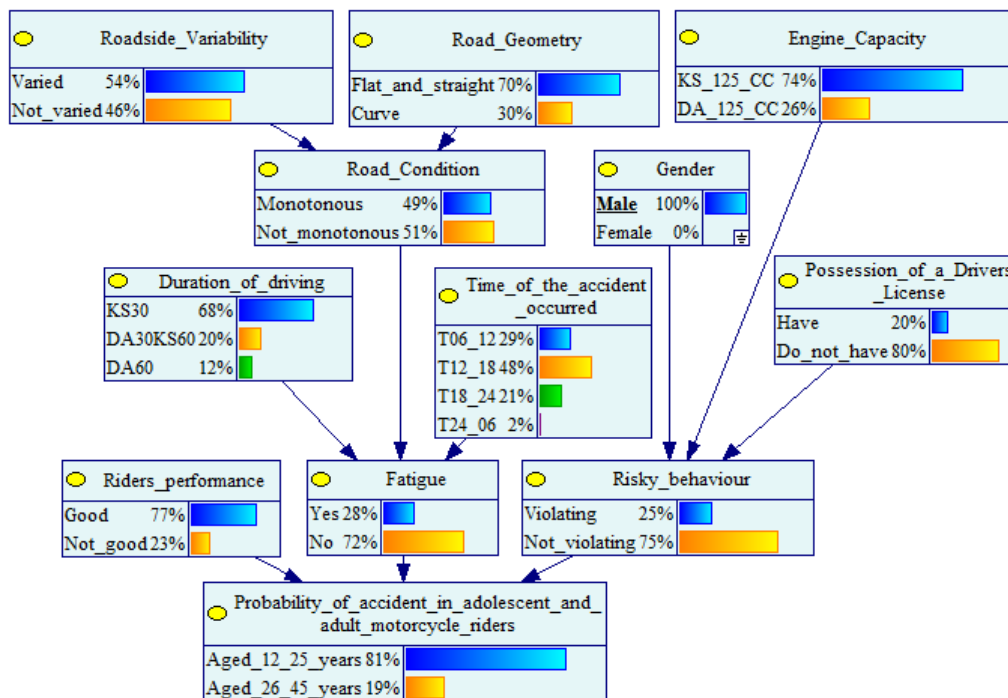 Roadside_Variability
Varied 54%
Not_varied 46%
Road_Geometry
Flat_and_straight 70%
Curve 30%
Engine_Capacity
KS_125_CC 74%
DA_125_CC 26%
Road_Condition
Monotonous 49%
Not_monotonous 51%
Gender
Male 100%
Female 0%
Duration_of_driving
KS30 68%
DA30KS60 20%
DA60 12%
Time_of_the_accident
_occurred
T06_12 29%
T12_18 48%
T18_24 21%
T24_06 2%
Possession_of_a_Drivers
_License
Have 20%
Do_not_have 80%
Riders_performance
Good 77%
Not_good 23%
Fatigue
Yes 28%
No 72%
Risky_behaviour
Violating 25%
Not_violating 75%
Probability_of_accident_in_adolescent_and_
adult_motorcycle_riders
Aged_12_25_years 81%
Aged_26_45_years 19%